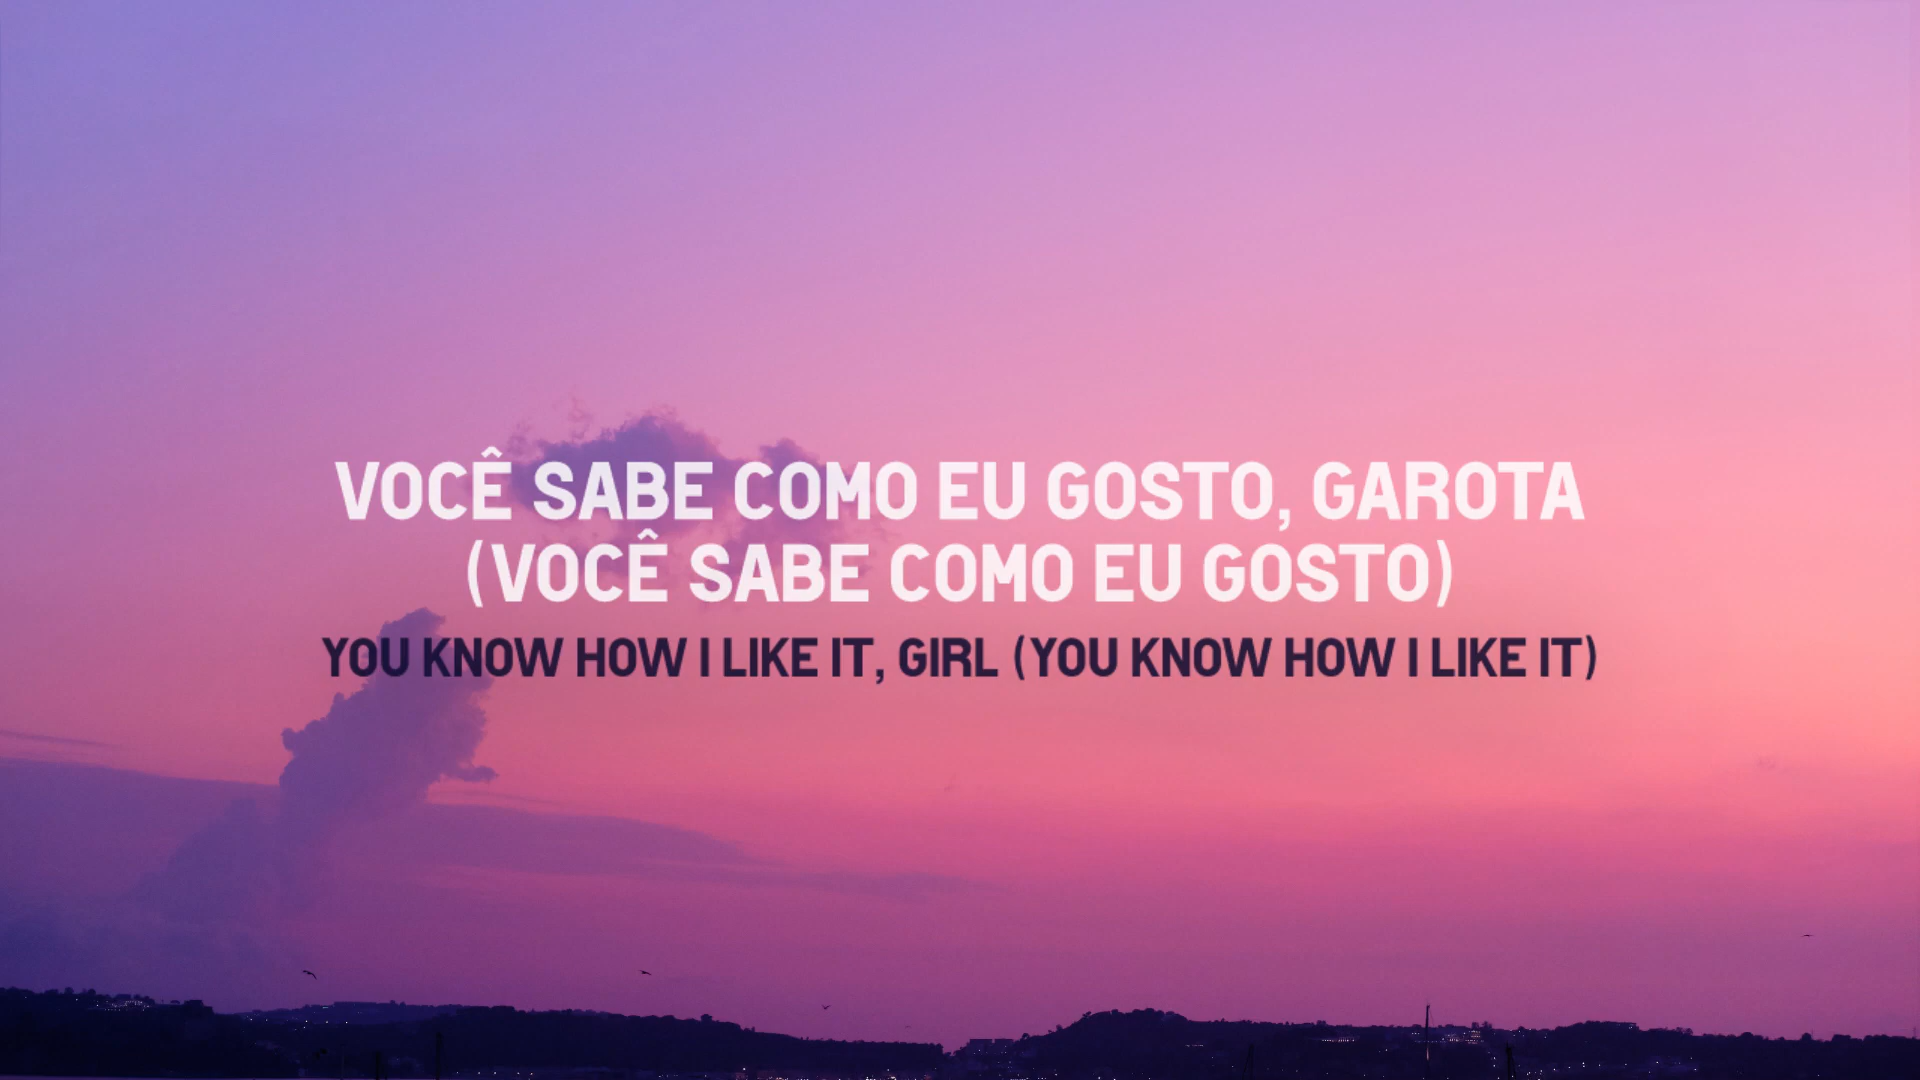 VOCÊ SABE COMO EU GOSTO, GAROTA
(VOCÊ SABE COMO EU GOSTO)
YOU KNOW HOW I LIKE IT, GIRL (YOU KNOW HOW I LIKE IT)